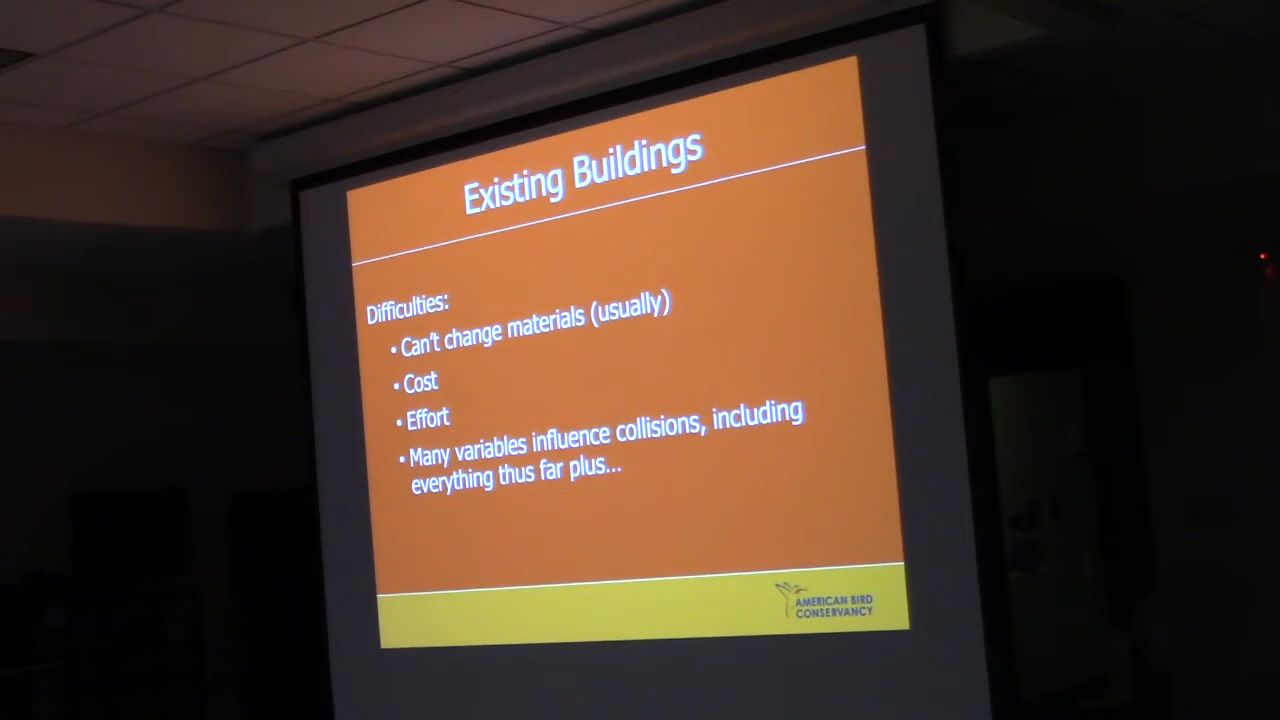 Existing Buildings
Difficulties:
• Can't change materials (usually)
• Cost
• Effort
• Many variables influence collisions, including
everything thus far plus...
AMERICAN BIRD
CONSERVANCY